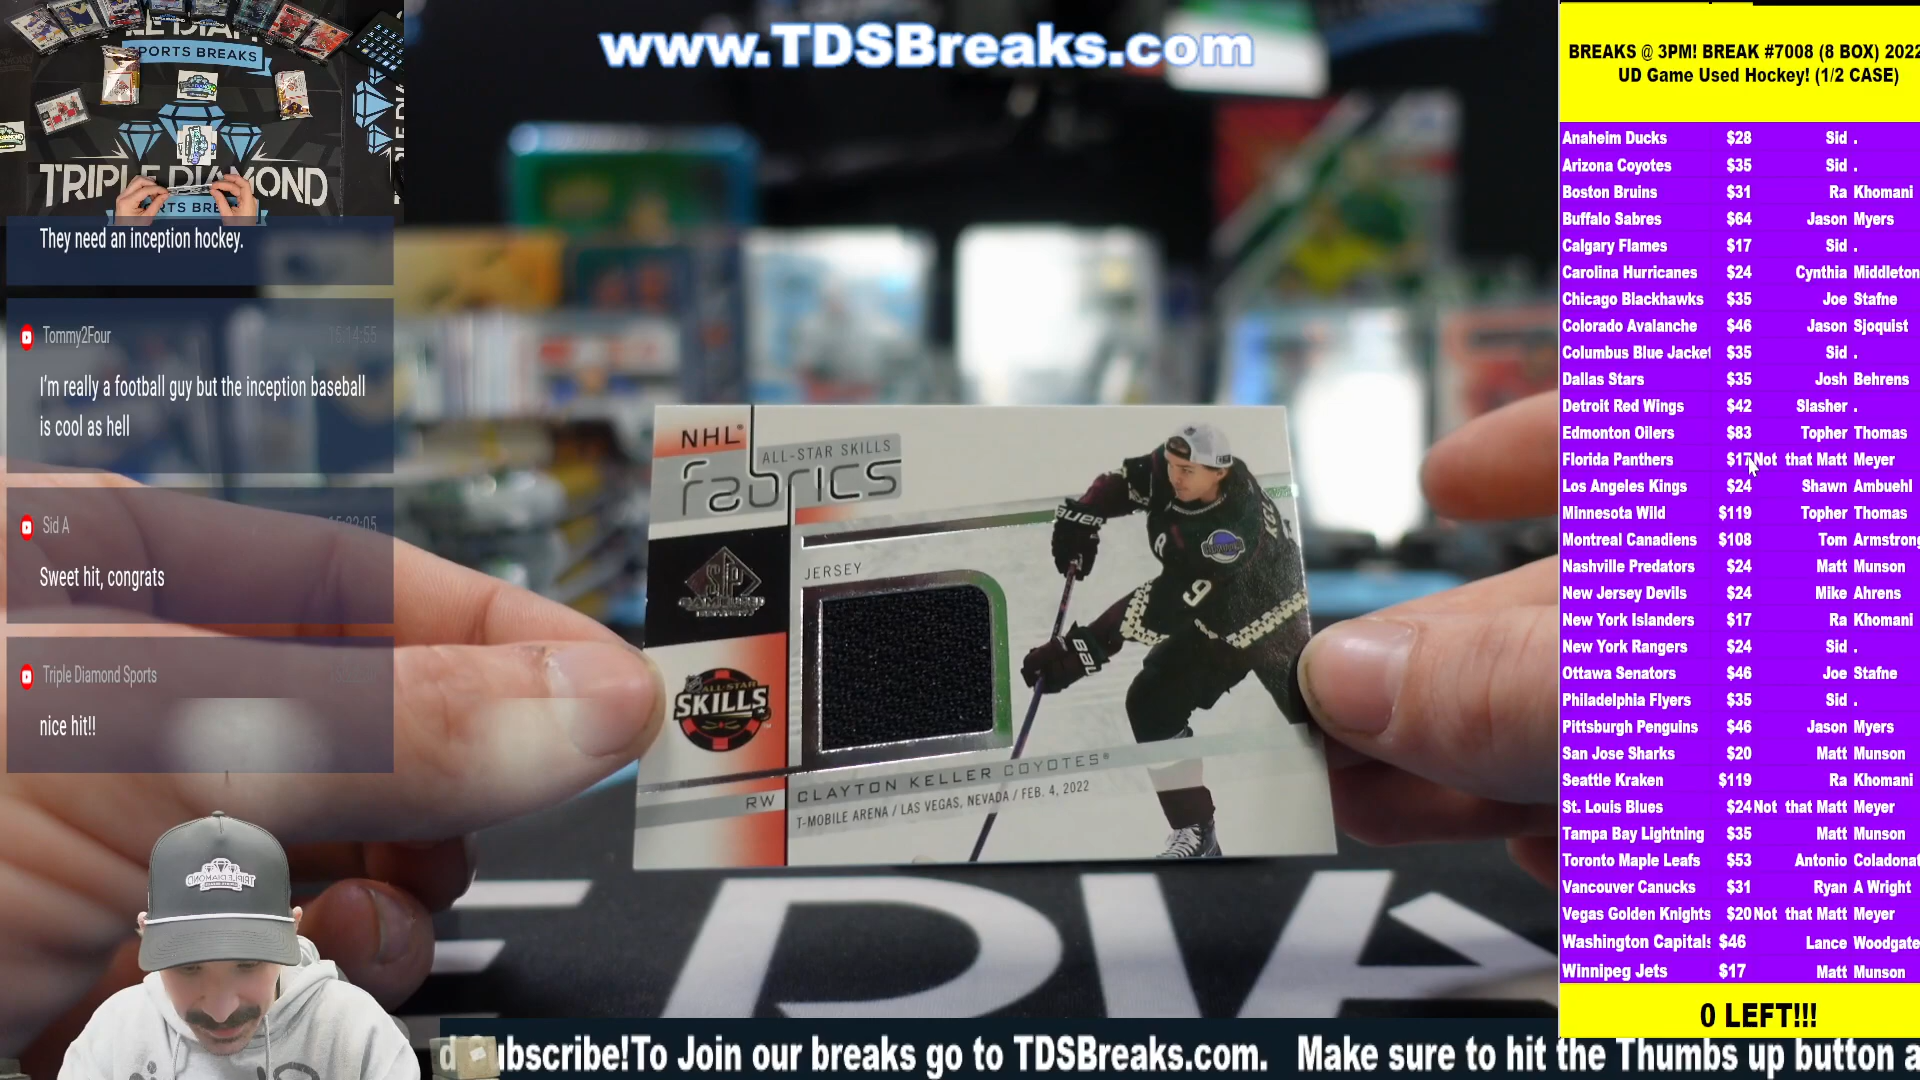 www.TDSBreaks.com
SPORTS BREAKS
TRIPLE DIAMOND
They need an inception hockey.
Tommy2Four 15:14:55
I'm really a football guy but the inception baseball
is cool as hell
Sid A
Sweet hit, congrats
Triple Diamond Sports
nice hit!!
NHL
ALL-STAR SKILLS
fabrics
SP
GAME USED
JERSEY
ALL-STAR
SKILLS
9
BAUER
RW
CLAYTON KELLER COYOTES
T-MOBILE ARENA / LAS VEGAS, NEVADA / FEB. 4, 2022
BREAKS @ 3PM! BREAK #7008 (8 BOX) 2022
UD Game Used Hockey! (1/2 CASE)
Anaheim Ducks $28 Sid .
Arizona Coyotes $35 Sid .
Boston Bruins $31 Ra Khomani
Buffalo Sabres $64 Jason Myers
Calgary Flames $17 Sid .
Carolina Hurricanes $24 Cynthia Middleton
Chicago Blackhawks $35 Joe Stafne
Colorado Avalanche $46 Jason Sjoquist
Columbus Blue Jacket $35 Sid .
Dallas Stars $35 Josh Behrens
Detroit Red Wings $42 Slasher .
Edmonton Oilers $83 Topher Thomas
Florida Panthers $17 Not that Matt Meyer
Los Angeles Kings $24 Shawn Ambuehl
Minnesota Wild $119 Topher Thomas
Montreal Canadiens $108 Tom Armstrong
Nashville Predators $24 Matt Munson
New Jersey Devils $24 Mike Ahrens
New York Islanders $17 Ra Khomani
New York Rangers $24 Sid .
Ottawa Senators $46 Joe Stafne
Philadelphia Flyers $35 Sid .
Pittsburgh Penguins $46 Jason Myers
San Jose Sharks $20 Matt Munson
Seattle Kraken $119 Ra Khomani
St. Louis Blues $24 Not that Matt Meyer
Tampa Bay Lightning $35 Matt Munson
Toronto Maple Leafs $53 Antonio Coladonat
Vancouver Canucks $31 Ryan A Wright
Vegas Golden Knights $20 Not that Matt Meyer
Washington Capitals $46 Lance Woodgate
Winnipeg Jets $17 Matt Munson
0 LEFT!!!
d Subscribe!To Join our breaks go to TDSBreaks.com. Make sure to hit the Thumbs up button a